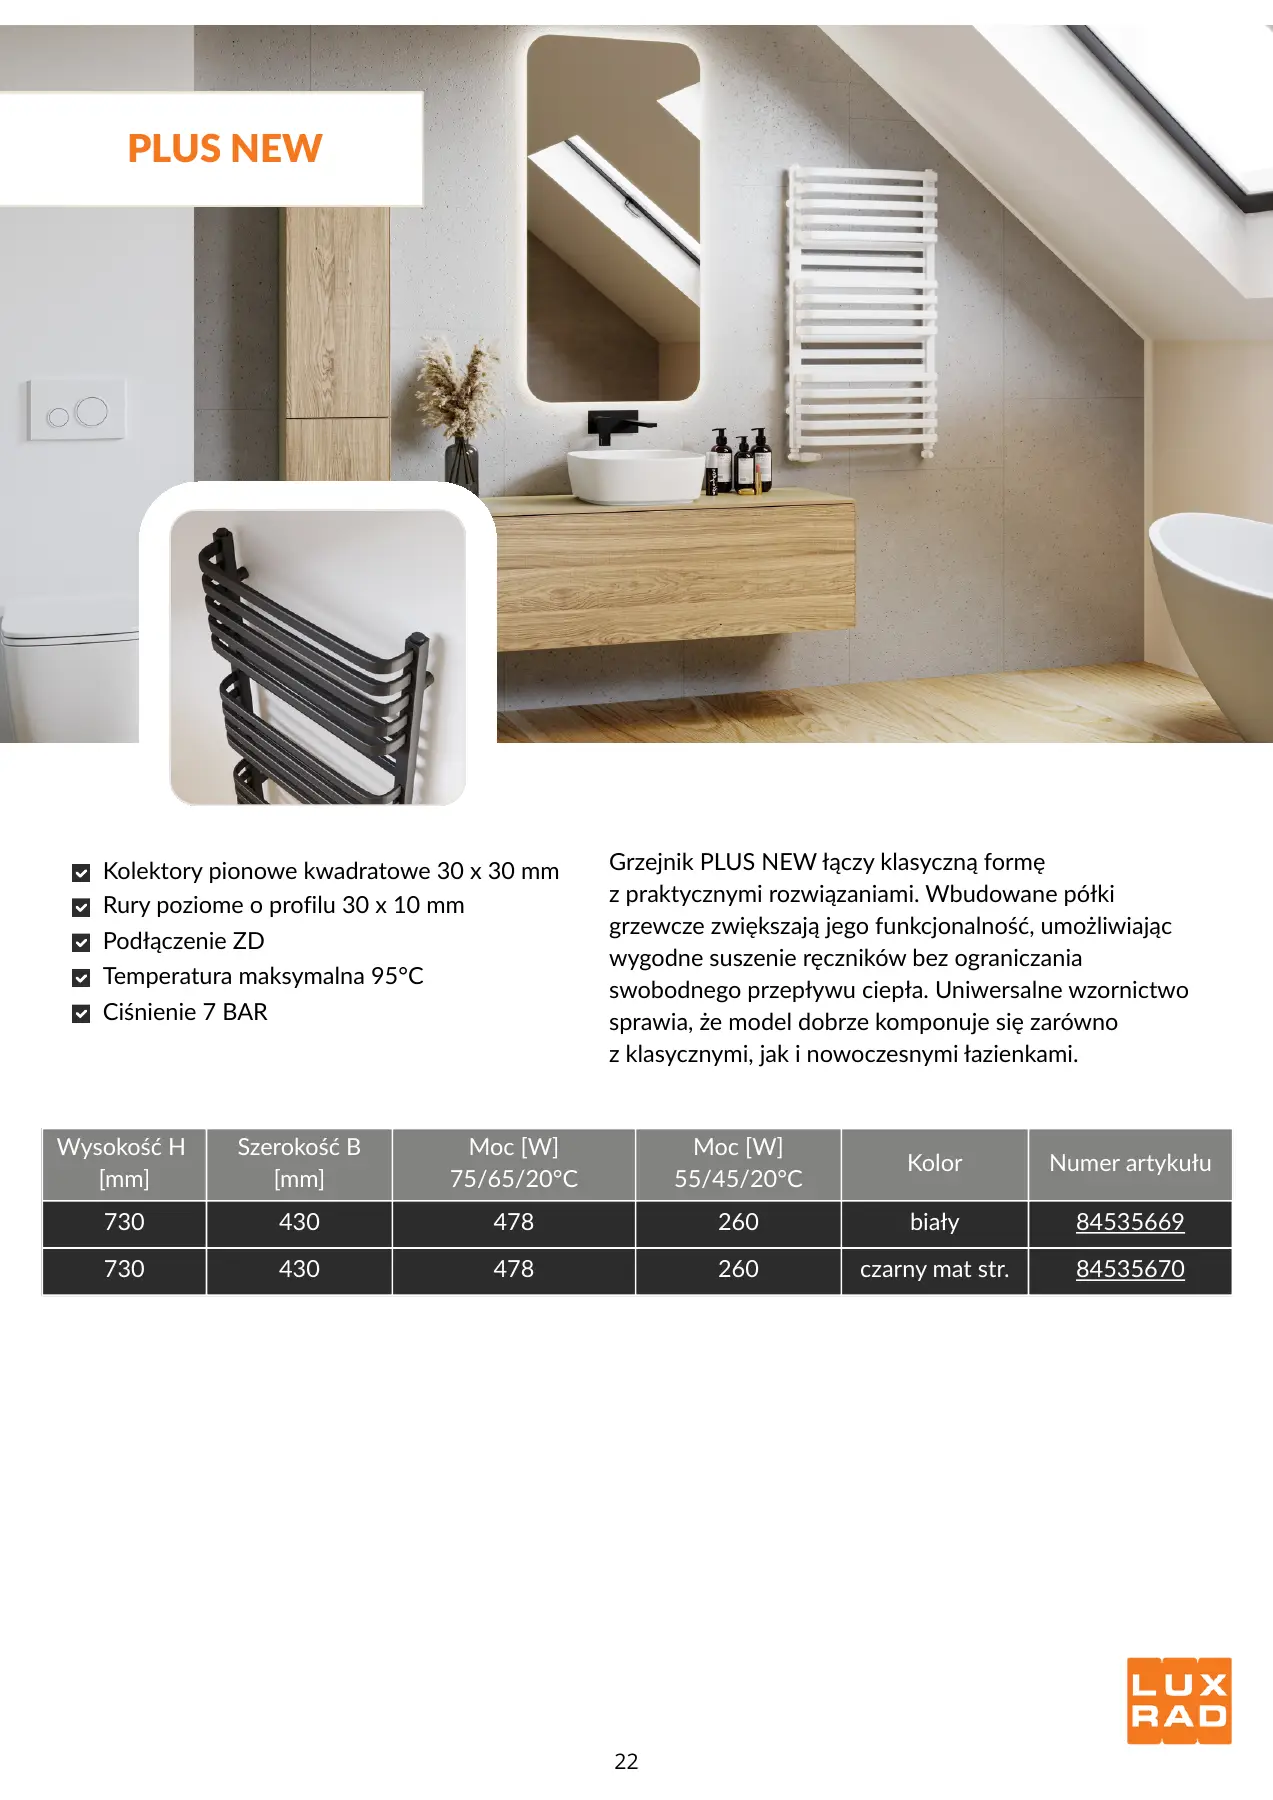 PLUS NEW
Kolektory pionowe kwadratowe 30 x 30 mm
Rury poziome o profilu 30 x 10 mm
Podłączenie ZD
Temperatura maksymalna 95°C
Ciśnienie 7 BAR
Grzejnik PLUS NEW łączy klasyczną formę
z praktycznymi rozwiązaniami. Wbudowane półki
grzewcze zwiększają jego funkcjonalność, umożliwiając
wygodne suszenie ręczników bez ograniczania
swobodnego przepływu ciepła. Uniwersalne wzornictwo
sprawia, że model dobrze komponuje się zarówno
z klasycznymi, jak i nowoczesnymi łazienkami.
Wysokość H [mm] Szerokość B [mm] Moc [W] 75/65/20°C Moc [W] 55/45/20°C Kolor Numer artykułu
730 430 478 260 biały 84535669
730 430 478 260 czarny mat str. 84535670
LUX
RAD
22